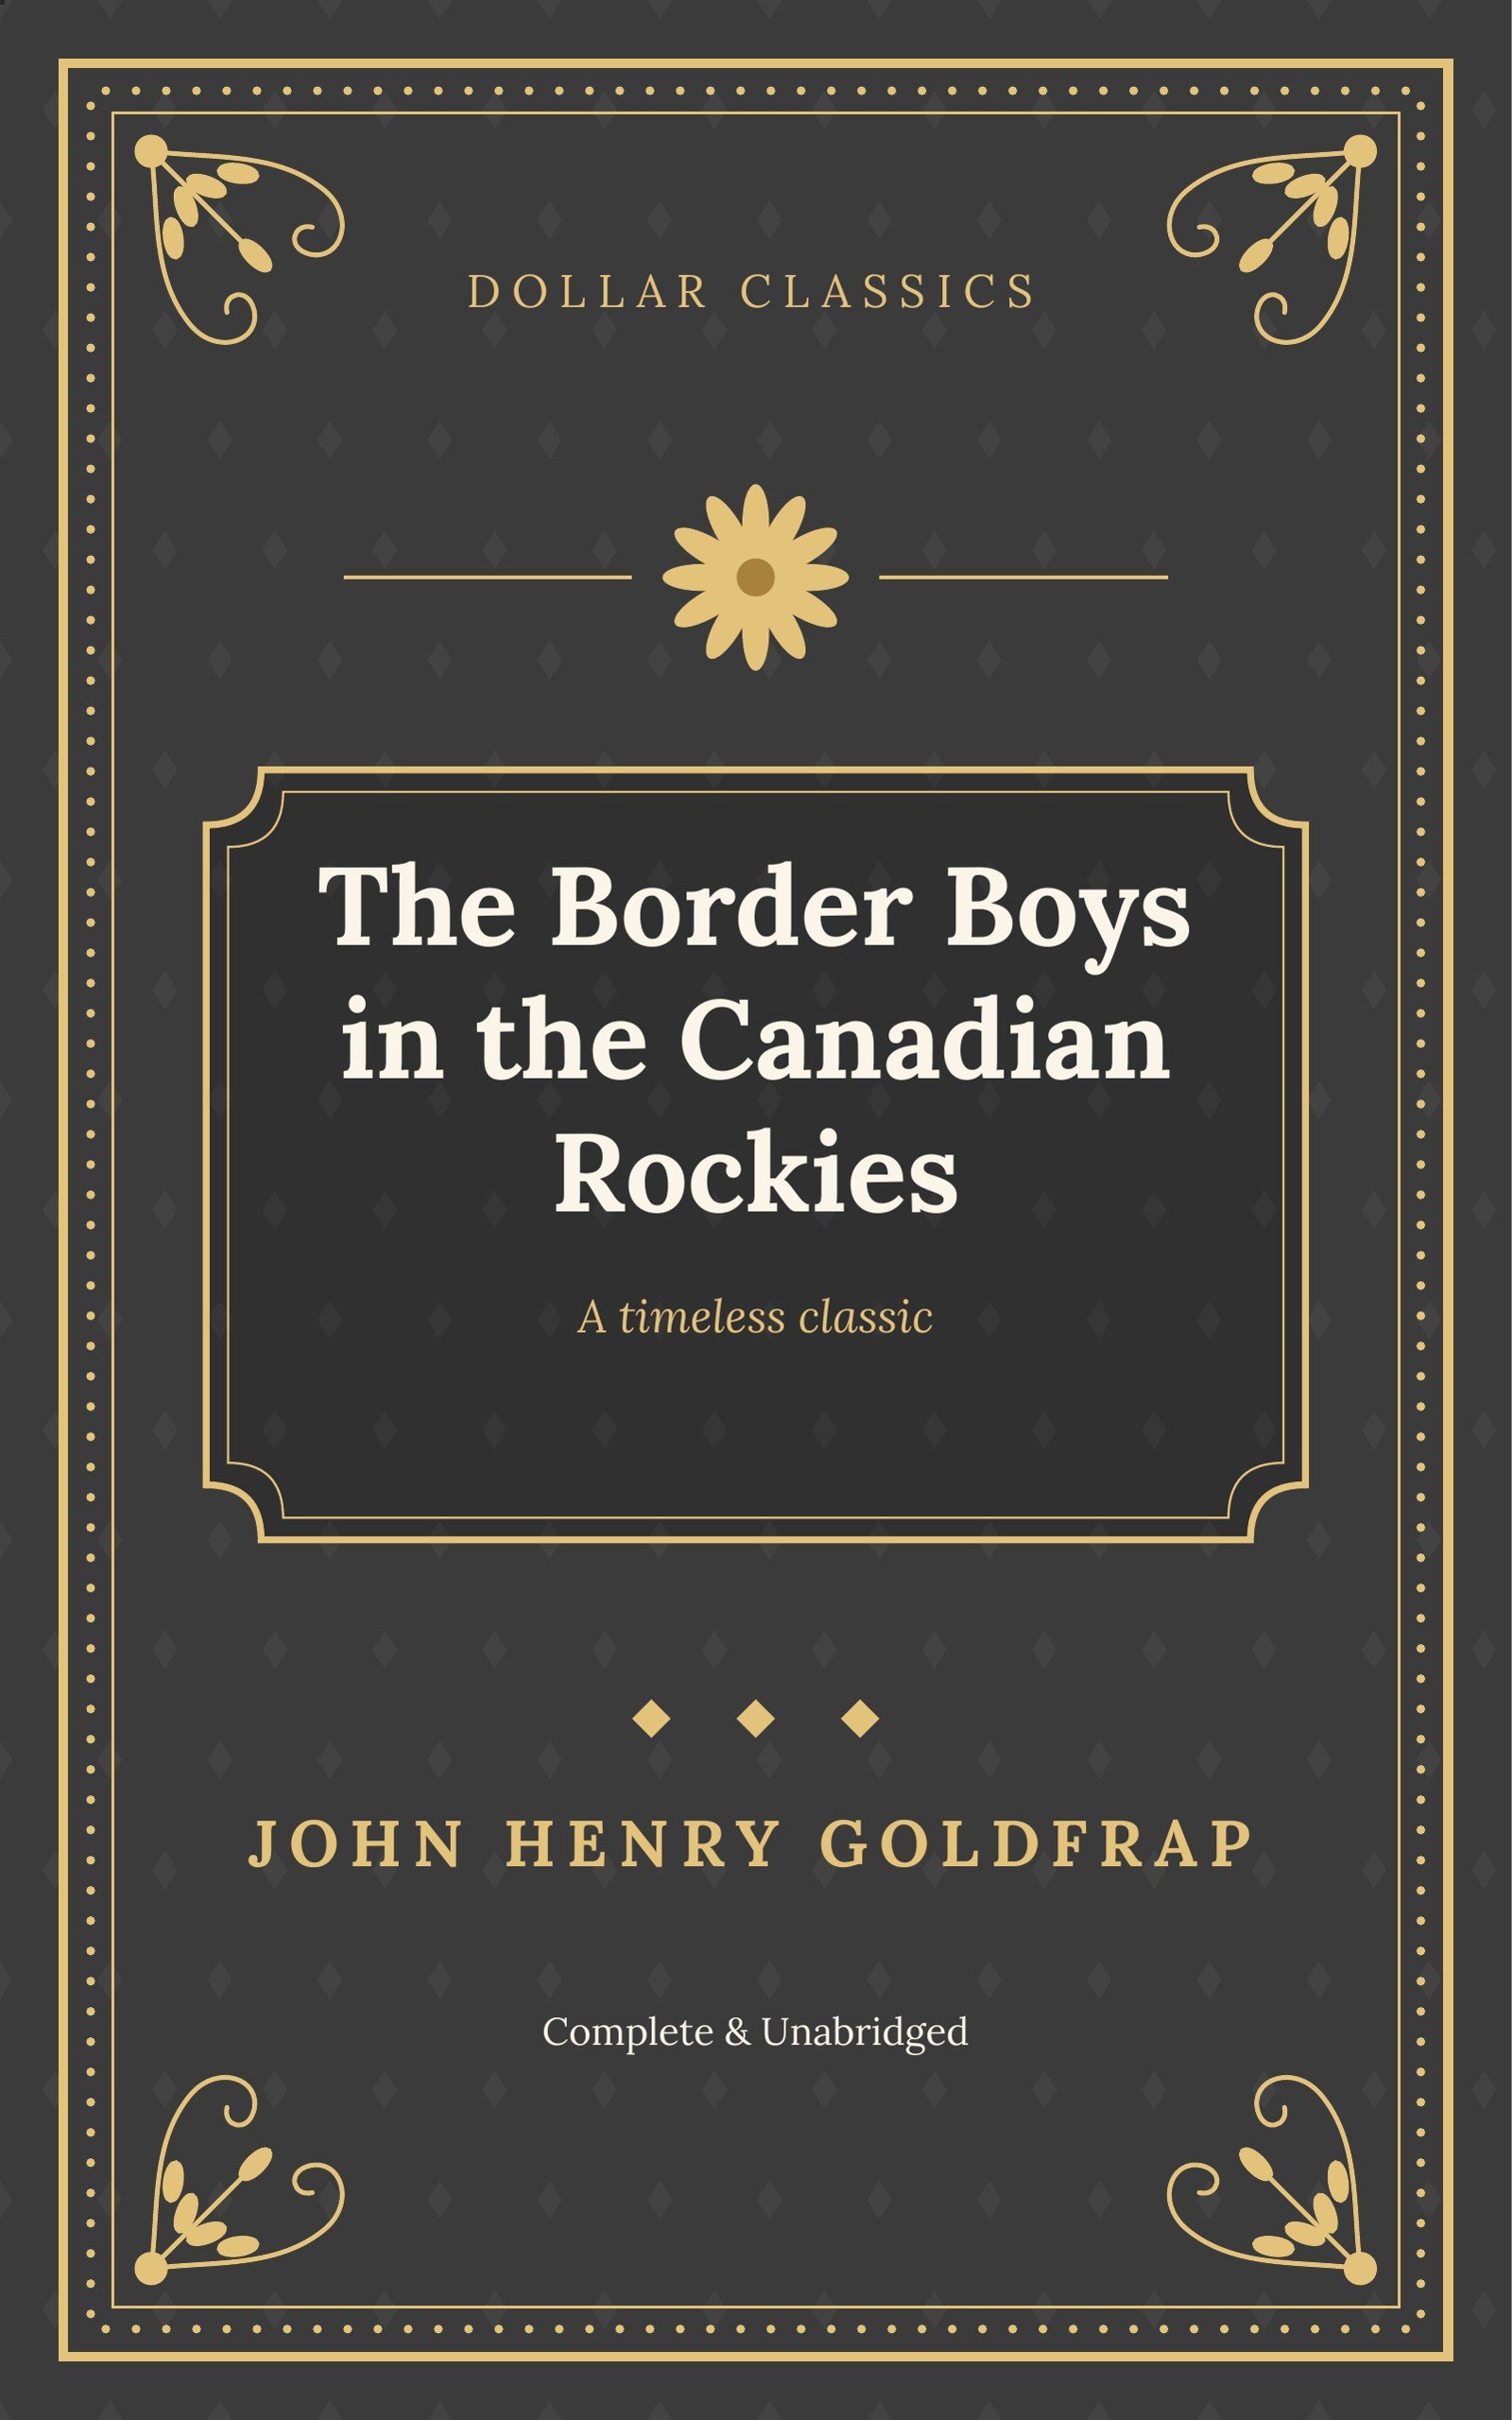 DOLLAR CLASSICS
The Border Boys
in the Canadian
Rockies
A timeless classic
JOHN HENRY GOLDFRAP
Complete & Unabridged